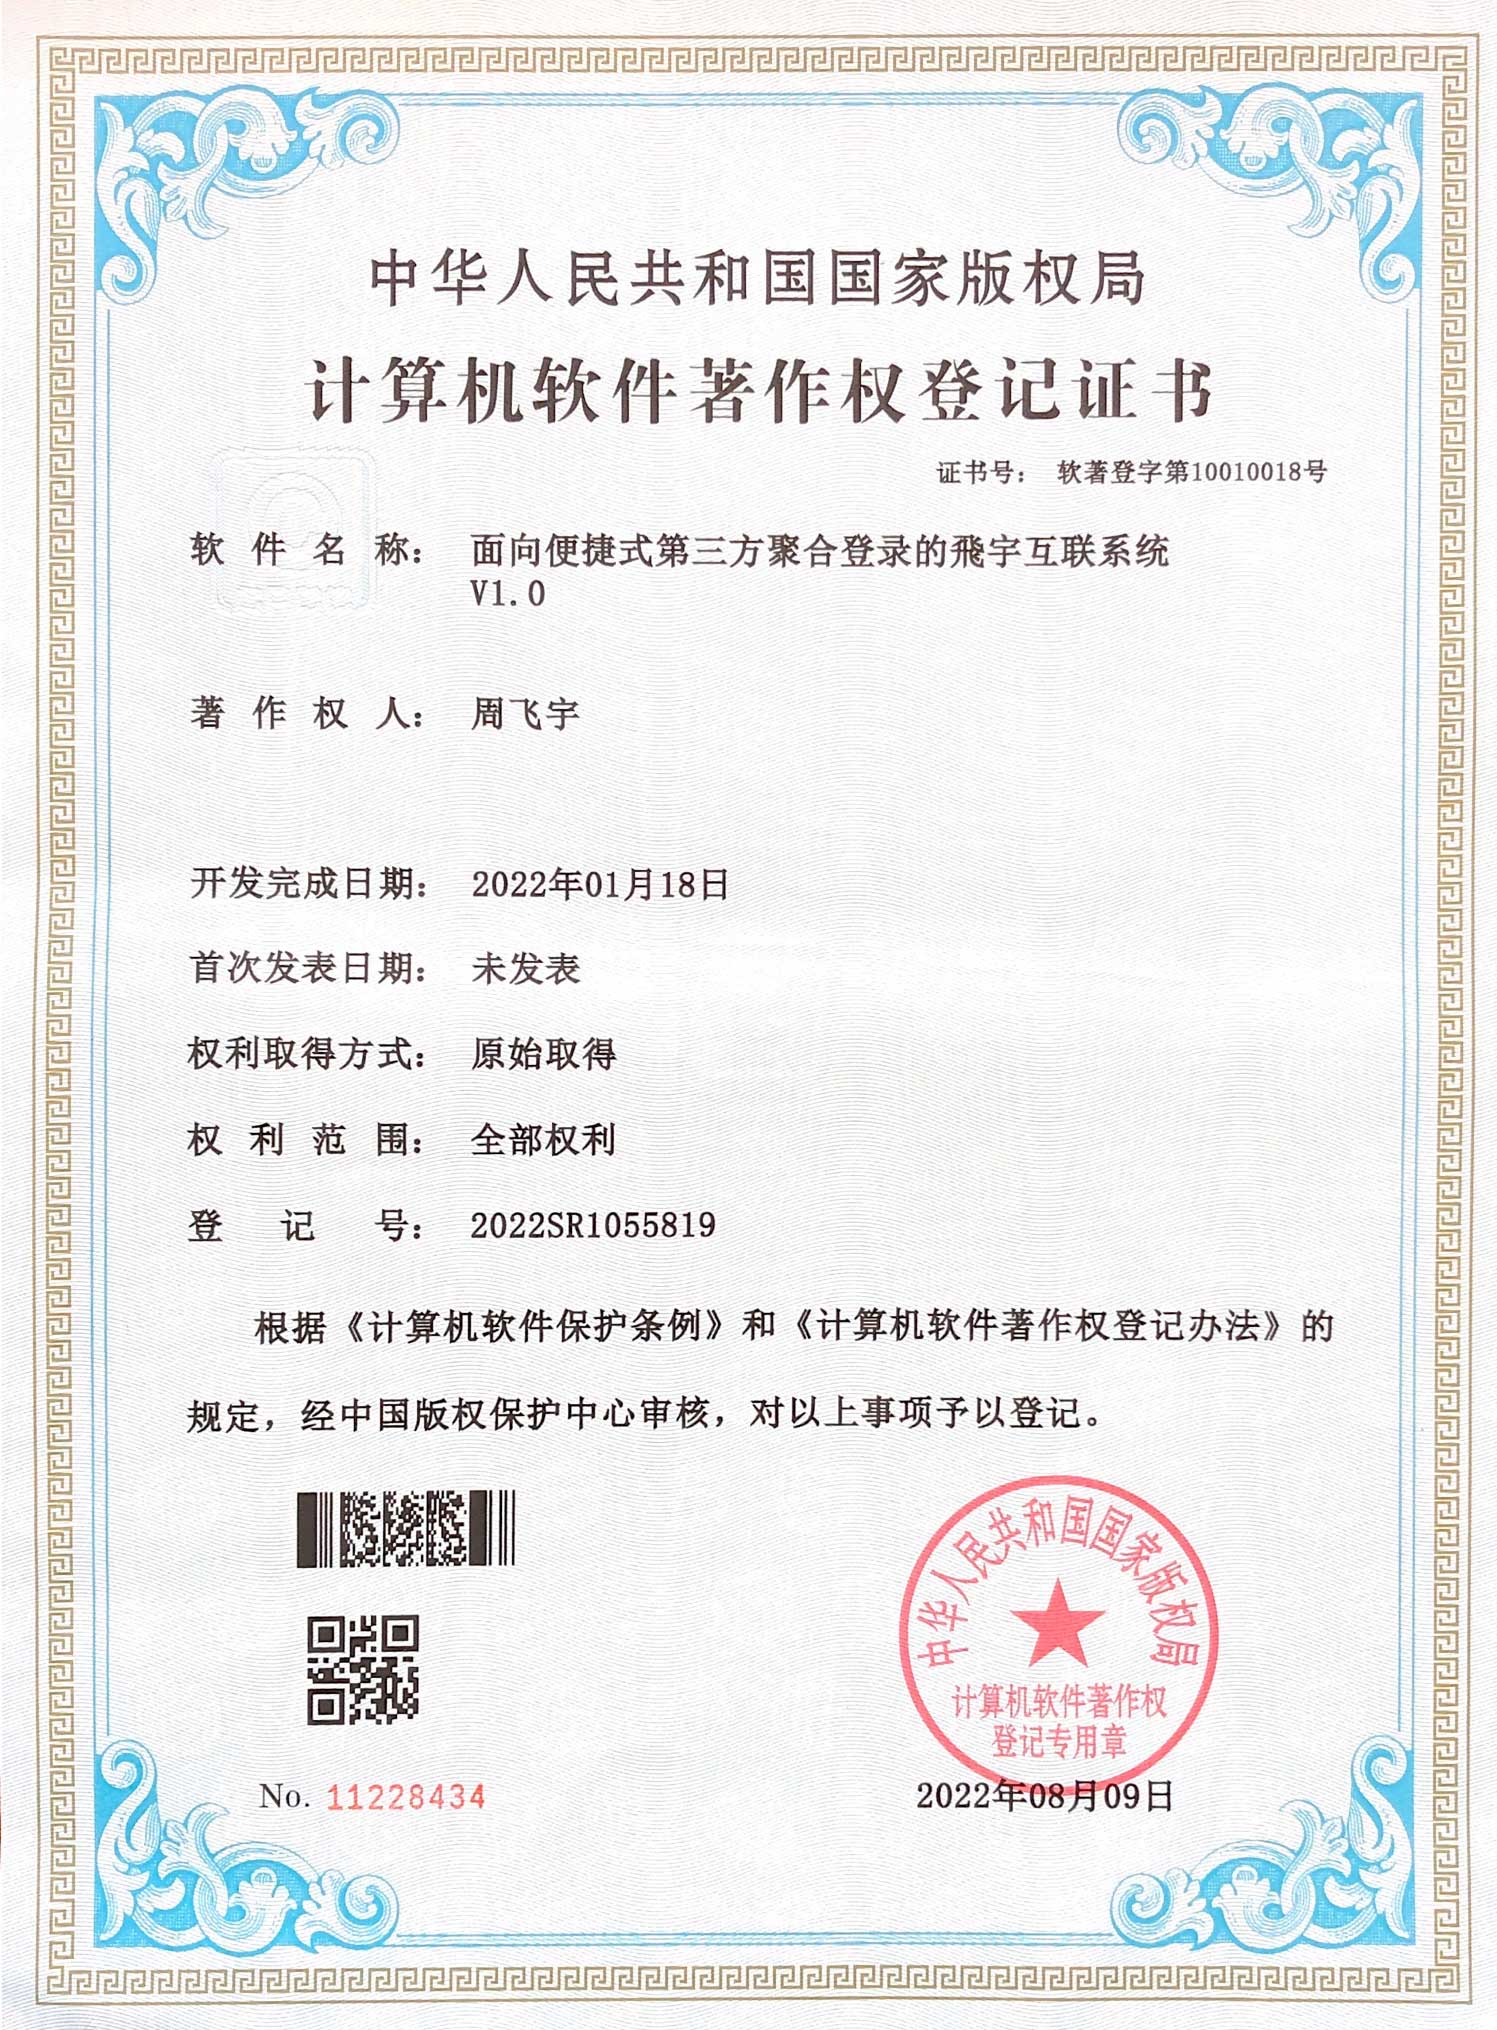 中华人民共和国国家版权局
计算机软件著作权登记证书
证书号： 软著登字第10010018号
软件名称： 面向便捷式第三方聚合登录的飛宇互联系统
V1.0
著作权人： 周飞宇
开发完成日期： 2022年01月18日
首次发表日期： 未发表
权利取得方式： 原始取得
权利范围： 全部权利
登记号： 2022SR1055819
根据《计算机软件保护条例》和《计算机软件著作权登记办法》的
规定，经中国版权保护中心审核，对以上事项予以登记。
中华人民共和国国家版权局
计算机软件著作权
登记专用章
No. 11228434
2022年08月09日